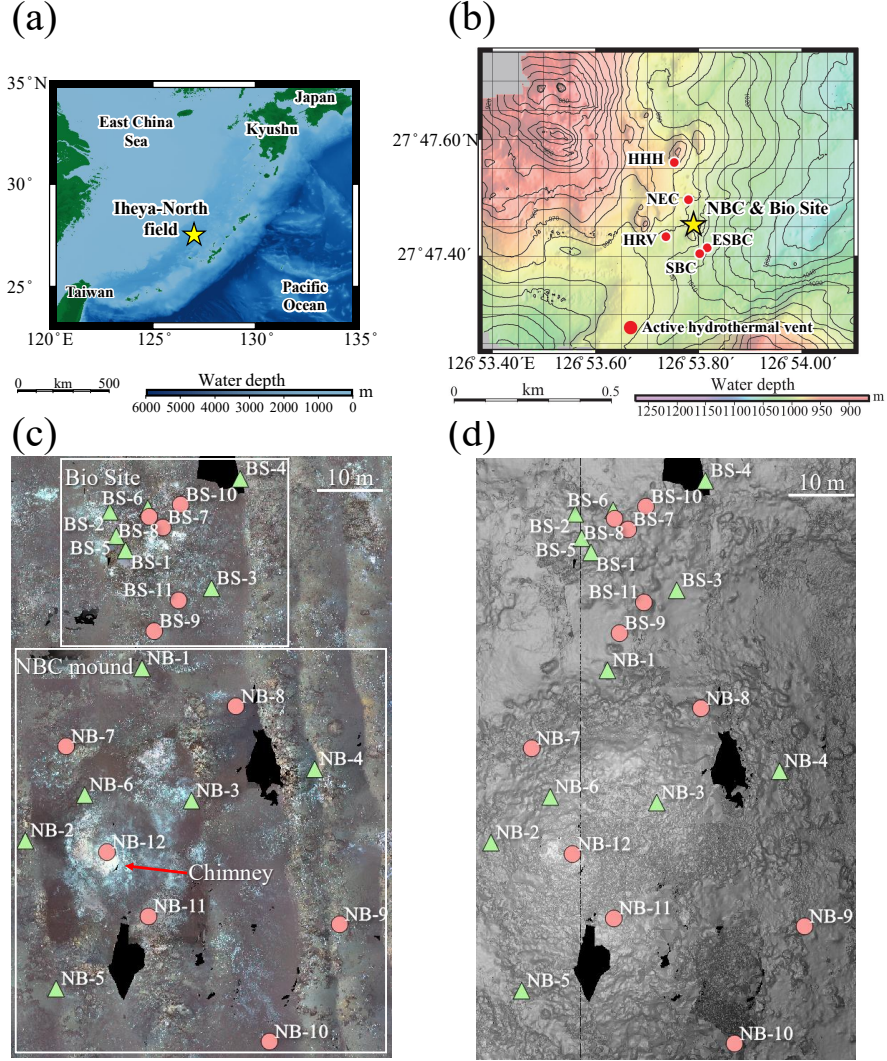 (a)
35°N
30°
25°
120°E
125°
130°
135°
East China
Sea
Japan
Kyushu
Iheya-North
field
Taiwan
Pacific
Ocean
0
km
500
Water depth
m
6000
5000
4000
3000
2000
1000
0
(b)
27°47.60´N
27°47.40´
HHH
NEC
NBC & Bio Site
HRV
ESBC
SBC
Active hydrothermal vent
126°53.40´E
126°53.60´
126°53.80´
126°54.00´
0
km
0.5
Water depth
m
1250
1200
1150
1100
1050
1000
950
900
(c)
Bio Site
10 m
BS-4
BS-6
BS-10
BS-2
BS-7
BS-8
BS-5
BS-1
BS-3
BS-11
BS-9
NBC mound
NB-1
NB-8
NB-7
NB-4
NB-6
NB-3
NB-2
NB-12
Chimney
NB-11
NB-9
NB-5
NB-10
(d)
10 m
BS-4
BS-6
BS-10
BS-2
BS-7
BS-8
BS-5
BS-1
BS-3
BS-11
BS-9
NB-1
NB-8
NB-7
NB-4
NB-6
NB-3
NB-2
NB-12
NB-11
NB-9
NB-5
NB-10